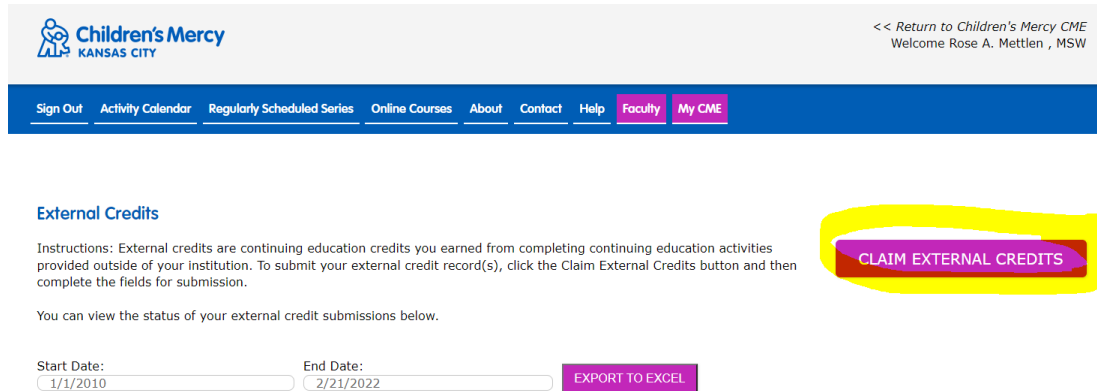 Children's Mercy
KANSAS CITY
<< Return to Children's Mercy CME
Welcome Rose A. Mettlen , MSW
Sign Out Activity Calendar Regularly Scheduled Series Online Courses About Contact Help Faculty My CME
External Credits
Instructions: External credits are continuing education credits you earned from completing continuing education activities
provided outside of your institution. To submit your external credit record(s), click the Claim External Credits button and then
complete the fields for submission.
CLAIM EXTERNAL CREDITS
You can view the status of your external credit submissions below.
Start Date: End Date:
1/1/2010 2/21/2022 EXPORT TO EXCEL